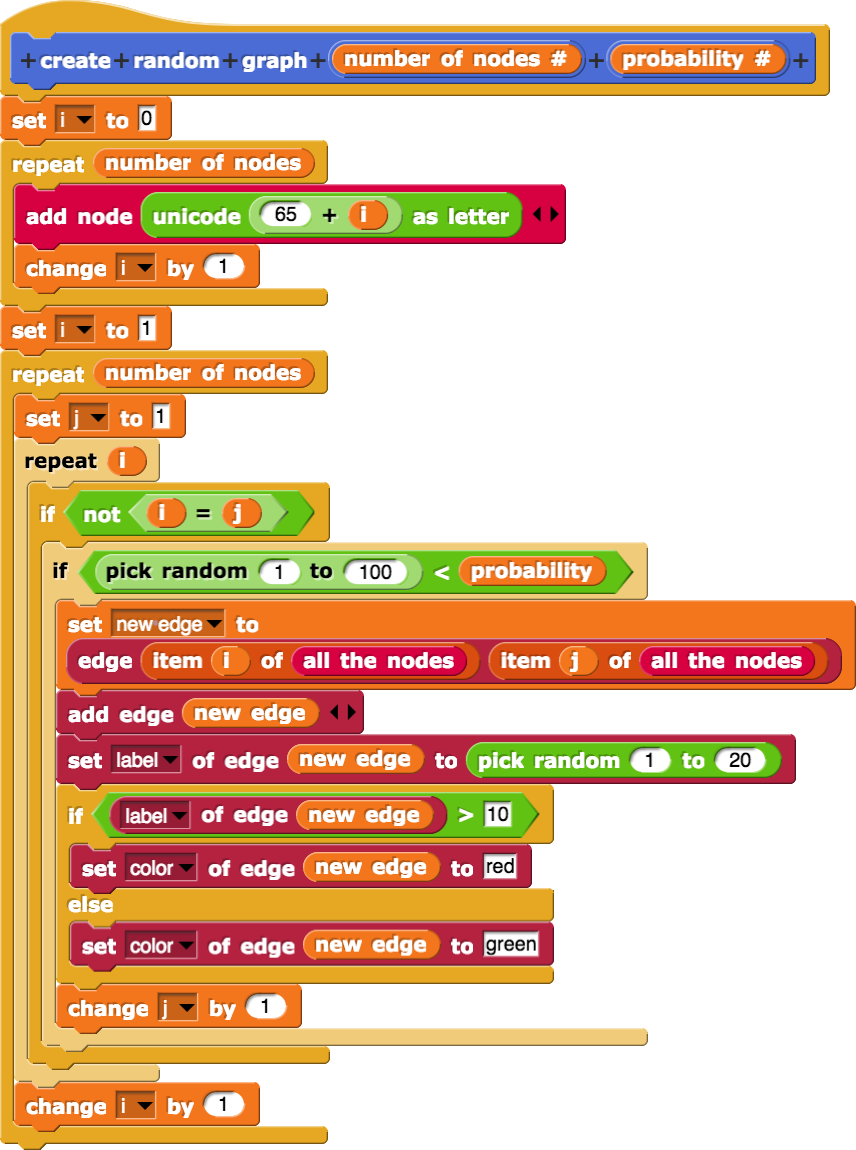 + create + random + graph + number of nodes # + probability # +
set i to 0
repeat number of nodes
add node unicode 65 + i as letter
change i by 1
set i to 1
repeat number of nodes
set j to 1
repeat i
if not i = j
if pick random 1 to 100 < probability
set new edge to
edge item i of all the nodes item j of all the nodes
add edge new edge
set label of edge new edge to pick random 1 to 20
if label of edge new edge > 10
set color of edge new edge to red
else
set color of edge new edge to green
change j by 1
change i by 1